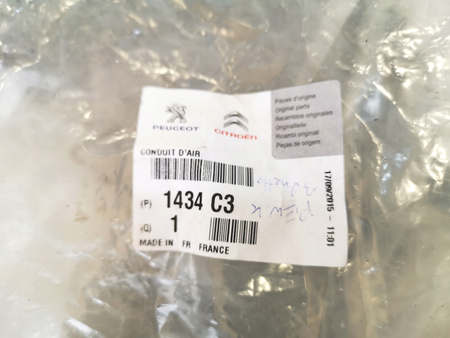 PEUGEOT
CITROËN
Pièces d'origine
Original parts
Recambios originales
Originalteile
Ricambi originali
Peças de origem
CONDUIT D'AIR
(P) 1434 C3
(Q) 1
MADE IN FR FRANCE
17/09/2015 - 11:01